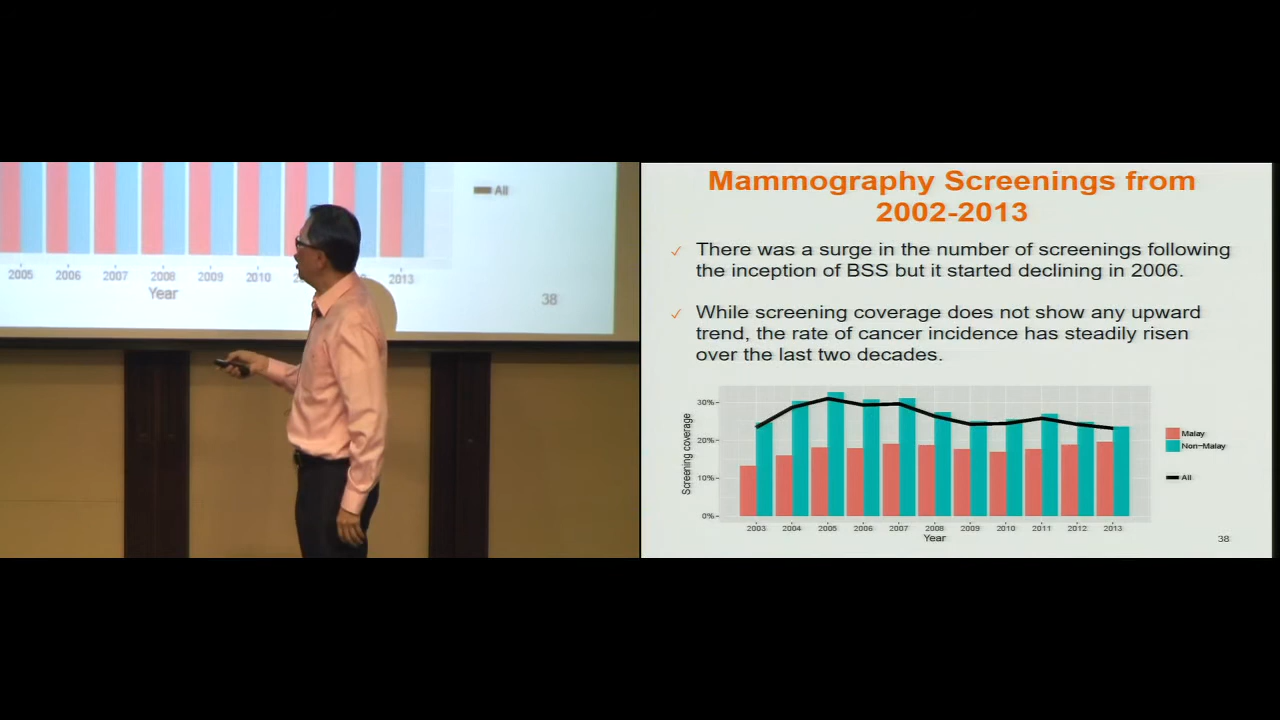 All
2005 2006 2007 2008 2009 2010 2013
Year
38
Mammography Screenings from
2002-2013
There was a surge in the number of screenings following
the inception of BSS but it started declining in 2006.
While screening coverage does not show any upward
trend, the rate of cancer incidence has steadily risen
over the last two decades.
Screening coverage
30%
20%
10%
0%
2003 2004 2005 2006 2007 2008 2009 2010 2011 2012 2013
Year
Malay
Non-Malay
All
38